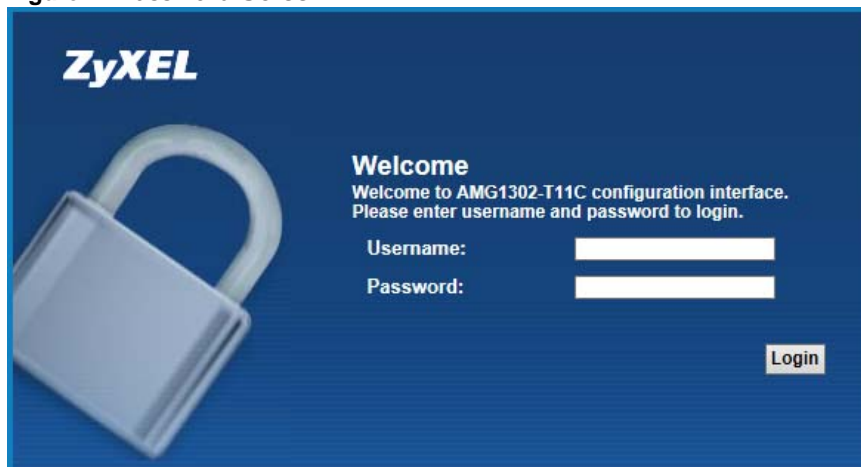 ZyXEL
Welcome
Welcome to AMG1302-T11C configuration interface.
Please enter username and password to login.
Username:
Password:
Login